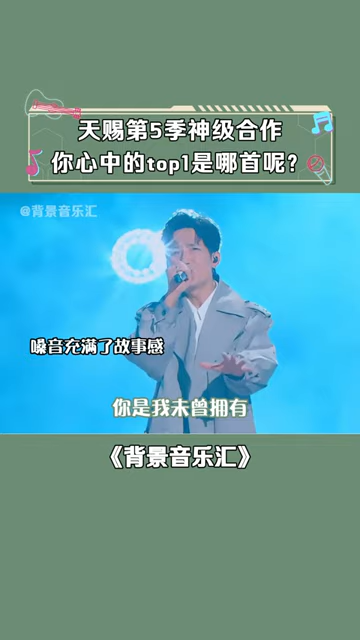 天赐第5季神级合作
你心中的top1是哪首呢?
@背景音乐汇
嗓音充满了故事感
你是我未曾拥有
《背景音乐汇》